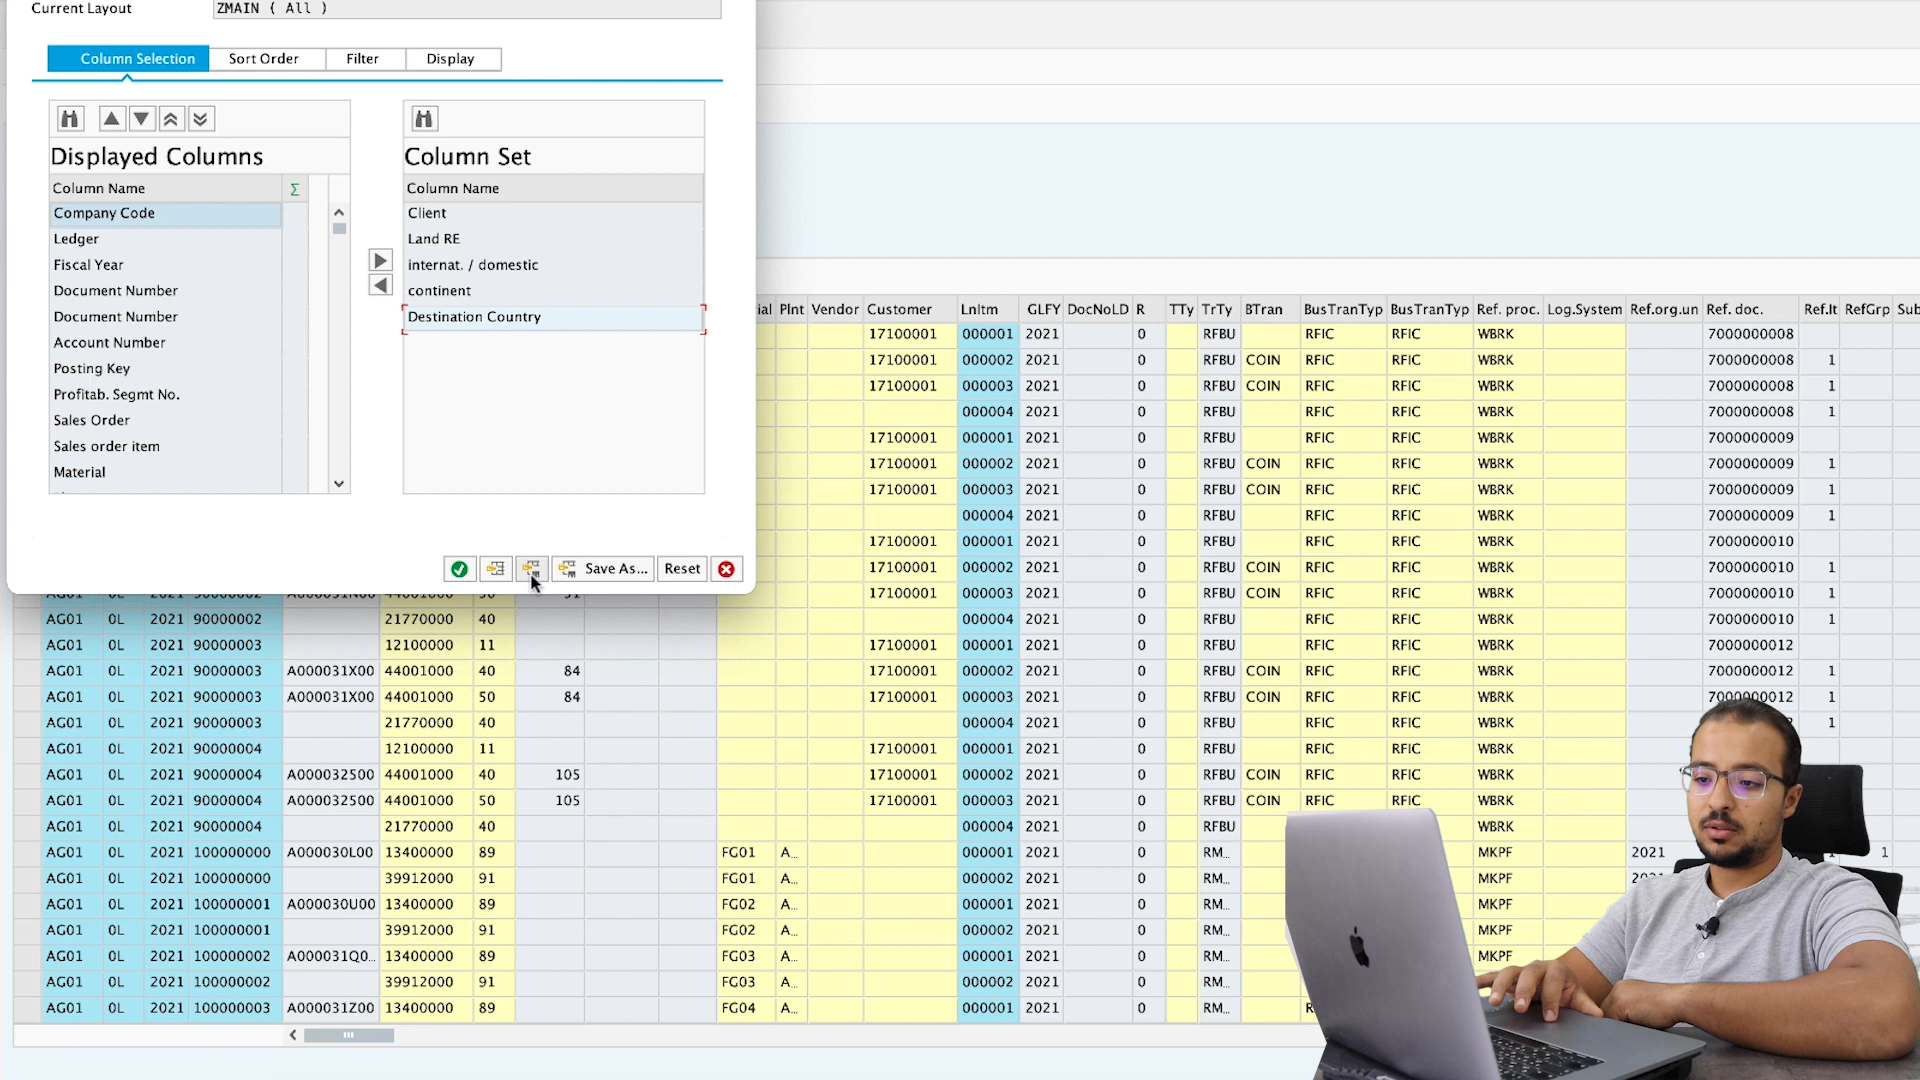 Current Layout ZMAIN ( All )
Column Selection Sort Order Filter Display
Displayed Columns Column Set
Column Name Σ Column Name
Company Code Client
Ledger Land RE
Fiscal Year internat. / domestic
Document Number continent
Document Number Destination Country
Account Number
Posting Key
Profitab. Segmt No.
Sales Order
Sales order item
Material
Save As... Reset
Plnt Vendor Customer LnItm GLFY DocNoLD R TTy TrTy BTran BusTranTyp BusTranTyp Ref. proc. Log.System Ref.org.un Ref. doc. Ref.It RefGrp Sub
17100001 000001 2021 0 RFBU RFIC RFIC WBRK 7000000008
17100001 000002 2021 0 RFBU COIN RFIC RFIC WBRK 7000000008 1
17100001 000003 2021 0 RFBU COIN RFIC RFIC WBRK 7000000008 1
000004 2021 0 RFBU RFIC RFIC WBRK 7000000008 1
17100001 000001 2021 0 RFBU RFIC RFIC WBRK 7000000009
17100001 000002 2021 0 RFBU COIN RFIC RFIC WBRK 7000000009 1
17100001 000003 2021 0 RFBU COIN RFIC RFIC WBRK 7000000009 1
000004 2021 0 RFBU RFIC RFIC WBRK 7000000009 1
17100001 000001 2021 0 RFBU RFIC RFIC WBRK 7000000010
17100001 000002 2021 0 RFBU COIN RFIC RFIC WBRK 7000000010 1
17100001 000003 2021 0 RFBU COIN RFIC RFIC WBRK 7000000010 1
AG01 0L 2021 90000002 21770000 40 000004 2021 0 RFBU RFIC RFIC WBRK 7000000010 1
AG01 0L 2021 90000003 12100000 11 17100001 000001 2021 0 RFBU RFIC RFIC WBRK 7000000012
AG01 0L 2021 90000003 A000031X00 44001000 40 84 17100001 000002 2021 0 RFBU COIN RFIC RFIC WBRK 7000000012 1
AG01 0L 2021 90000003 A000031X00 44001000 50 84 17100001 000003 2021 0 RFBU COIN RFIC RFIC WBRK 7000000012 1
AG01 0L 2021 90000003 21770000 40 000004 2021 0 RFBU RFIC RFIC WBRK 1
AG01 0L 2021 90000004 12100000 11 17100001 000001 2021 0 RFBU RFIC RFIC WBRK
AG01 0L 2021 90000004 A000032500 44001000 40 105 17100001 000002 2021 0 RFBU COIN RFIC RFIC WBRK
AG01 0L 2021 90000004 A000032500 44001000 50 105 17100001 000003 2021 0 RFBU COIN RFIC RFIC WBRK
AG01 0L 2021 90000004 21770000 40 000004 2021 0 RFBU WBRK
AG01 0L 2021 100000000 A000030L00 13400000 89 FG01 A... 000001 2021 0 RM... MKPF 2021 1
AG01 0L 2021 100000000 39912000 91 FG01 A... 000002 2021 0 RM... MKPF
AG01 0L 2021 100000001 A000030U00 13400000 89 FG02 A... 000001 2021 0 RM... MKPF
AG01 0L 2021 100000001 39912000 91 FG02 A... 000002 2021 0 RM... MKPF
AG01 0L 2021 100000002 A000031Q0... 13400000 89 FG03 A... 000001 2021 0 RM... MKPF
AG01 0L 2021 100000002 39912000 91 FG03 A... 000002 2021 0 RM...
AG01 0L 2021 100000003 A000031Z00 13400000 89 FG04 A... 000001 2021 0 RM...